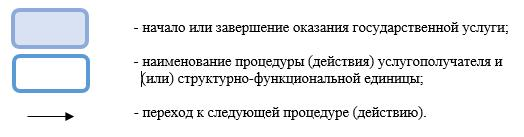 - начало или завершение оказания государственной услуги;
- наименование процедуры (действия) услугополучателя и
(или) структурно-функциональной единицы;
- переход к следующей процедуре (действию).